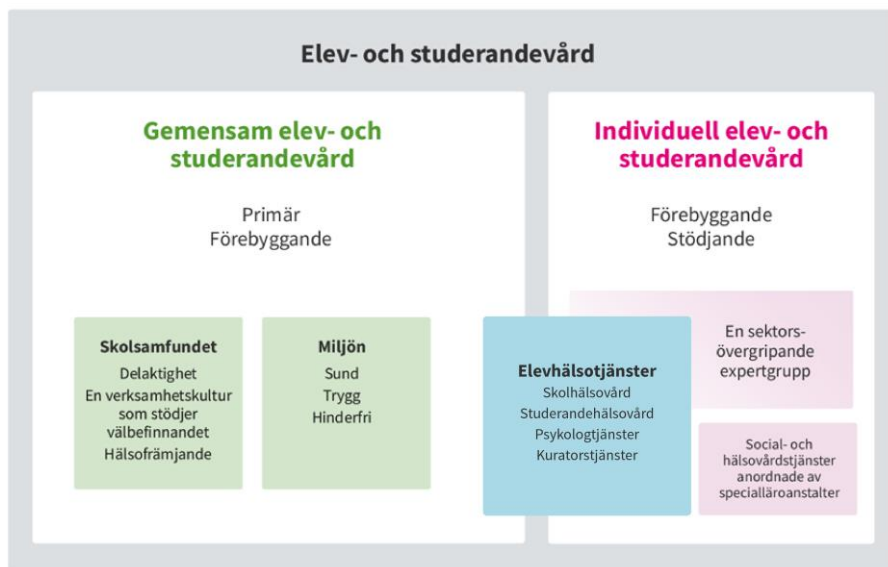 Elev- och studerandevård
Gemensam elev- och
studerandevård
Primär
Förebyggande
Skolsamfundet
Delaktighet
En verksamhetskultur
som stödjer
välbefinnandet
Hälsofrämjande
Miljön
Sund
Trygg
Hinderfri
Individuell elev- och
studerandevård
Förebyggande
Stödjande
Elevhälsotjänster
Skolhälsovård
Studerandehälsovård
Psykologtjänster
Kuratorstjänster
En sektors-
övergripande
expertgrupp
Social- och
hälsovårdstjänster
anordnade av
specialläroanstalter